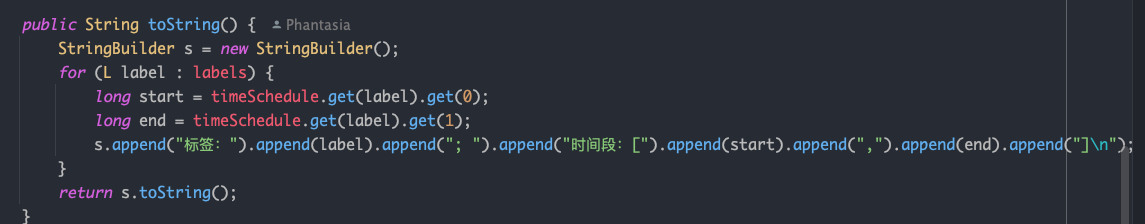 public String toString() { Phantasia
    StringBuilder s = new StringBuilder();
    for (L label : labels) {
        long start = timeSchedule.get(label).get(0);
        long end = timeSchedule.get(label).get(1);
        s.append("标签：").append(label).append("; ").append("时间段：[").append(start).append(",").append(end).append("]\n");
    }
    return s.toString();
}